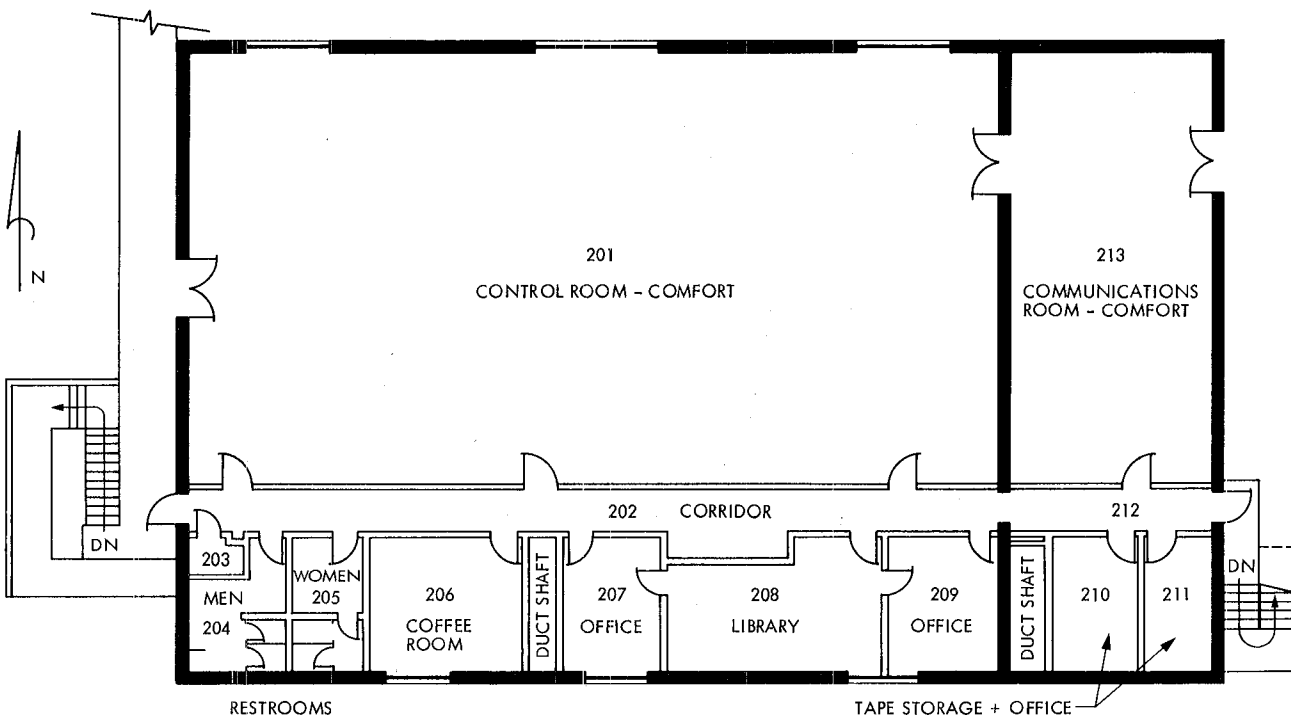 N
201
CONTROL ROOM - COMFORT
213
COMMUNICATIONS
ROOM - COMFORT
202 CORRIDOR
212
DN
203
MEN
204
WOMEN
205
206
COFFEE
ROOM
DUCT SHAFT
207
OFFICE
208
LIBRARY
209
OFFICE
DUCT SHAFT
210
211
DN
RESTROOMS
TAPE STORAGE + OFFICE